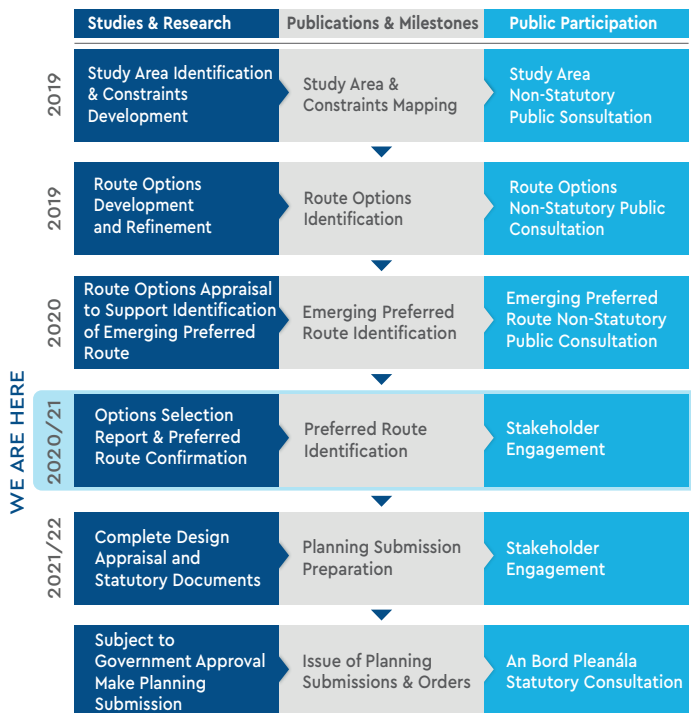 Studies & Research
Publications & Milestones
Public Participation
2019
Study Area Identification
& Constraints
Development
Study Area &
Constraints Mapping
Study Area
Non-Statutory
Public Sonsultation
2019
Route Options
Development
and Refinement
Route Options
Identification
Route Options
Non-Statutory Public
Consultation
2020
Route Options Appraisal
to Support Identification
of Emerging Preferred
Route
Emerging Preferred
Route Identification
Emerging Preferred
Route Non-Statutory
Public Consultation
WE ARE HERE
2020/21
Options Selection
Report & Preferred
Route Confirmation
Preferred Route
Identification
Stakeholder
Engagement
2021/22
Complete Design
Appraisal and
Statutory Documents
Planning Submission
Preparation
Stakeholder
Engagement
Subject to
Government Approval
Make Planning
Submission
Issue of Planning
Submissions & Orders
An Bord Pleanála
Statutory Consultation